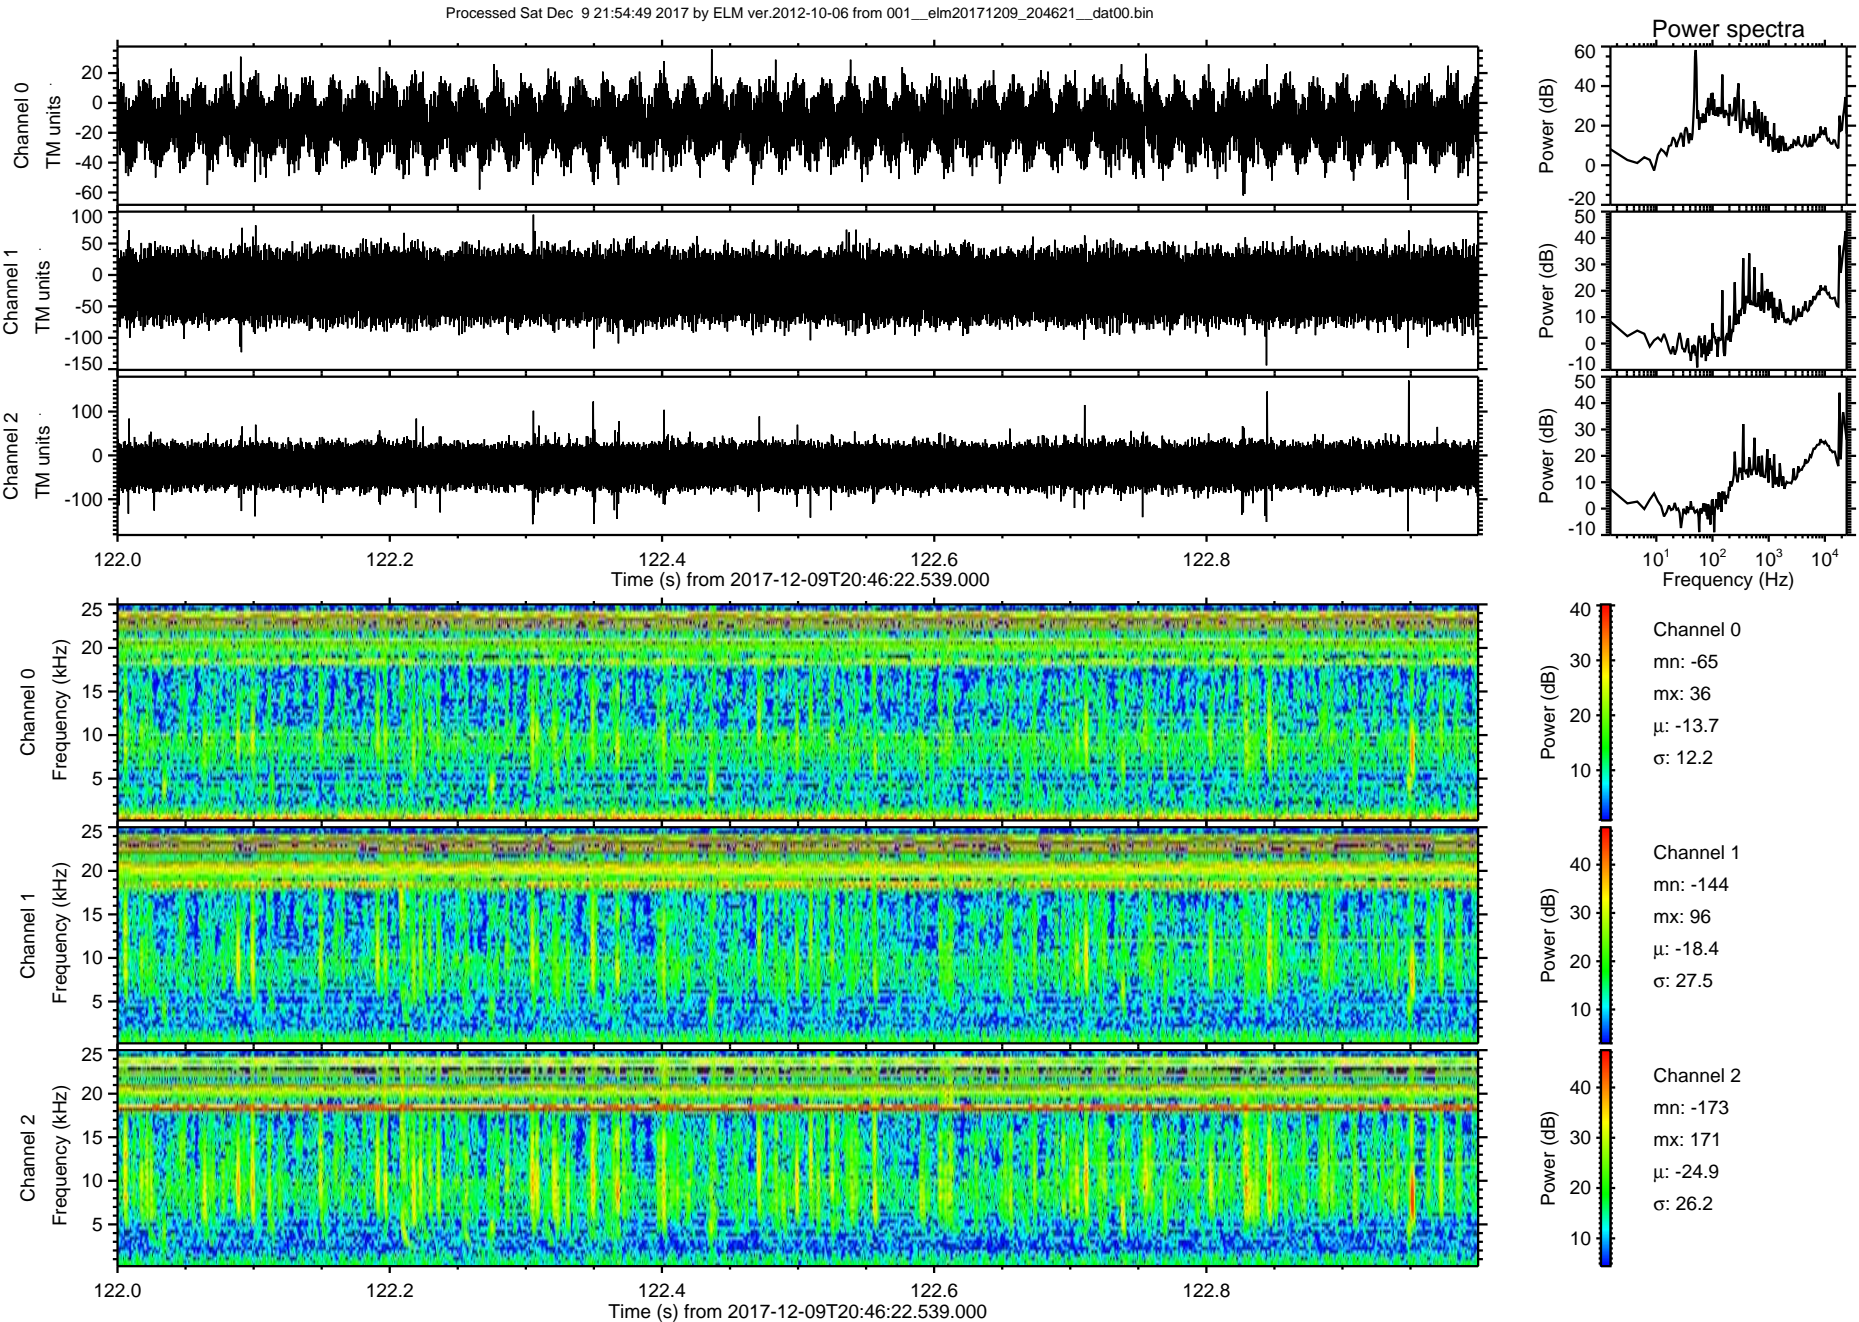 Processed Sat Dec  9 21:54:49 2017 by ELM ver.2012-10-06 from 001__elm20171209_204621__dat00.bin
Power spectra
Channel 0
TM units
20
0
-20
-40
-60
Power (dB)
60
40
20
0
-20
Channel 1
TM units
100
50
0
-50
-100
-150
Power (dB)
50
40
30
20
10
0
-10
Channel 2
TM units
100
0
-100
Power (dB)
50
40
30
20
10
0
-10
122.0 122.2 122.4 122.6 122.8
Time (s) from 2017-12-09T20:46:22.539.000
10¹ 10² 10³ 10⁴
Frequency (Hz)
Channel 0
Frequency (kHz)
25
20
15
10
5
Power (dB)
40
30
20
10
Channel 0
mn: -65
mx: 36
μ: -13.7
σ: 12.2
Channel 1
Frequency (kHz)
25
20
15
10
5
Power (dB)
40
30
20
10
Channel 1
mn: -144
mx: 96
μ: -18.4
σ: 27.5
Channel 2
Frequency (kHz)
25
20
15
10
5
Power (dB)
40
30
20
10
Channel 2
mn: -173
mx: 171
μ: -24.9
σ: 26.2
122.0 122.2 122.4 122.6 122.8
Time (s) from 2017-12-09T20:46:22.539.000